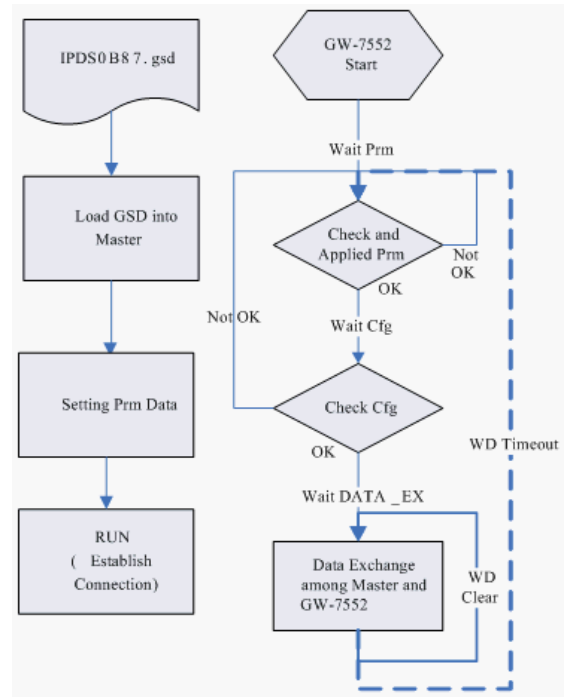 IPDS0B87.gsd
Load GSD into
Master
Setting Prm Data
RUN
( Establish
Connection)
GW-7552
Start
Wait Prm
Check and
Applied Prm
Not
OK
OK
Wait Cfg
Not OK
Check Cfg
OK
WD Timeout
Wait DATA _EX
Data Exchange
among Master and
GW-7552
WD
Clear